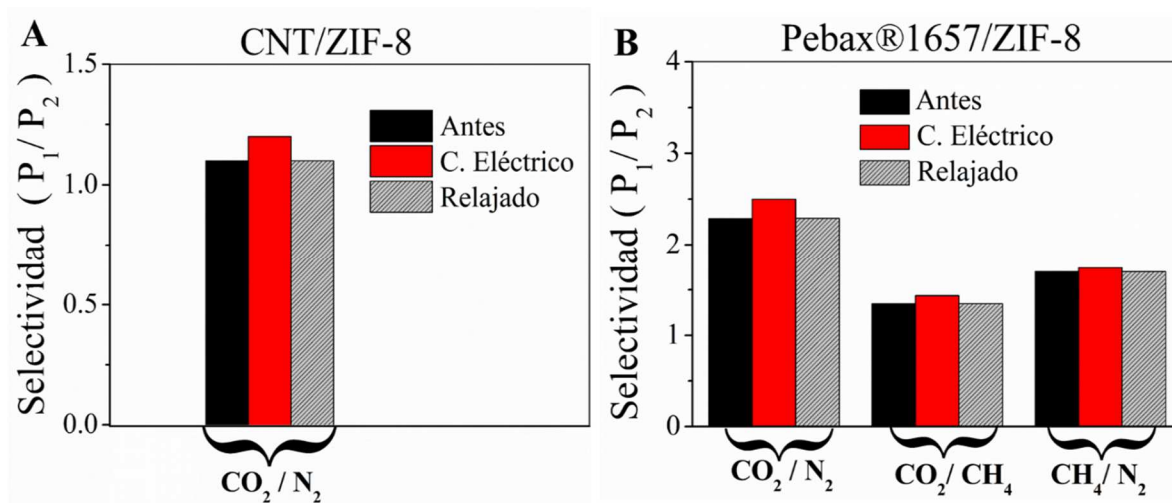 A
CNT/ZIF-8
Selectividad ( P₁/ P₂ )
1.5
1.0
0.5
0.0
Antes
C. Eléctrico
Relajado
CO₂ / N₂
B
Pebax®1657/ZIF-8
Selectividad ( P₁/ P₂ )
4
3
2
1
0
Antes
C. Eléctrico
Relajado
CO₂ / N₂
CO₂/ CH₄
CH₄/ N₂